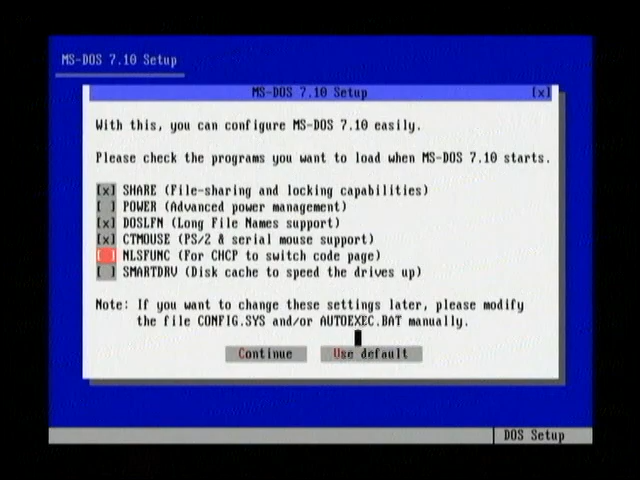 MS-DOS 7.10 Setup
MS-DOS 7.10 Setup [x]
With this, you can configure MS-DOS 7.10 easily.
Please check the programs you want to load when MS-DOS 7.10 starts.
[x] SHARE (File-sharing and locking capabilities)
[ ] POWER (Advanced power management)
[x] DOSLFN (Long File Names support)
[x] CTMOUSE (PS/2 & serial mouse support)
[ ] NLSFUNC (For CHCP to switch code page)
[ ] SMARTDRV (Disk cache to speed the drives up)
Note: If you want to change these settings later, please modify
the file CONFIG.SYS and/or AUTOEXEC.BAT manually.
Continue Use default
DOS Setup